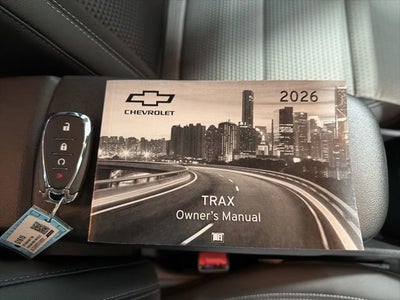 CHEVROLET
2026
TRAX
Owner's Manual